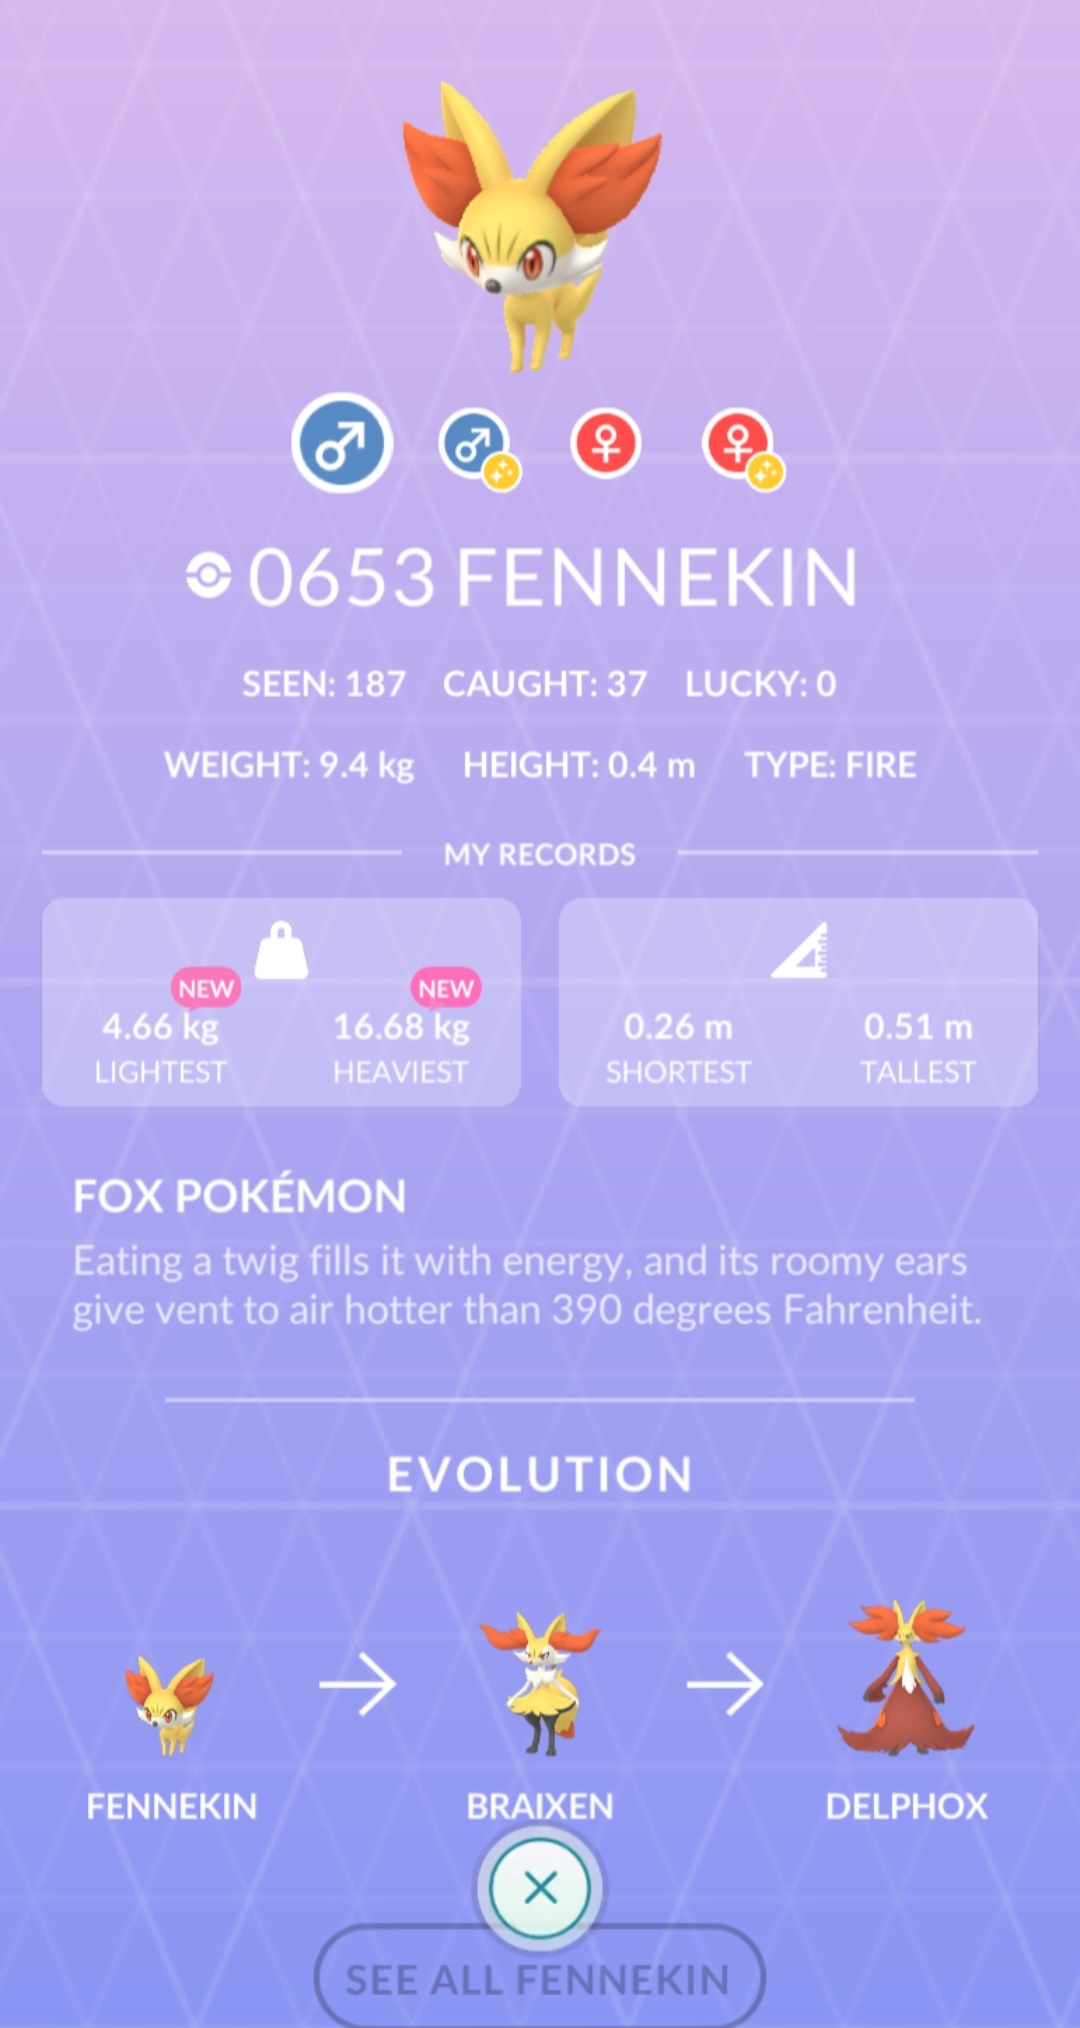 0653 FENNEKIN
SEEN: 187 CAUGHT: 37 LUCKY: 0
WEIGHT: 9.4 kg HEIGHT: 0.4 m TYPE: FIRE
MY RECORDS
NEW NEW
4.66 kg 16.68 kg 0.26 m 0.51 m
LIGHTEST HEAVIEST SHORTEST TALLEST
FOX POKÉMON
Eating a twig fills it with energy, and its roomy ears
give vent to air hotter than 390 degrees Fahrenheit.
EVOLUTION
FENNEKIN BRAIXEN DELPHOX
SEE ALL FENNEKIN